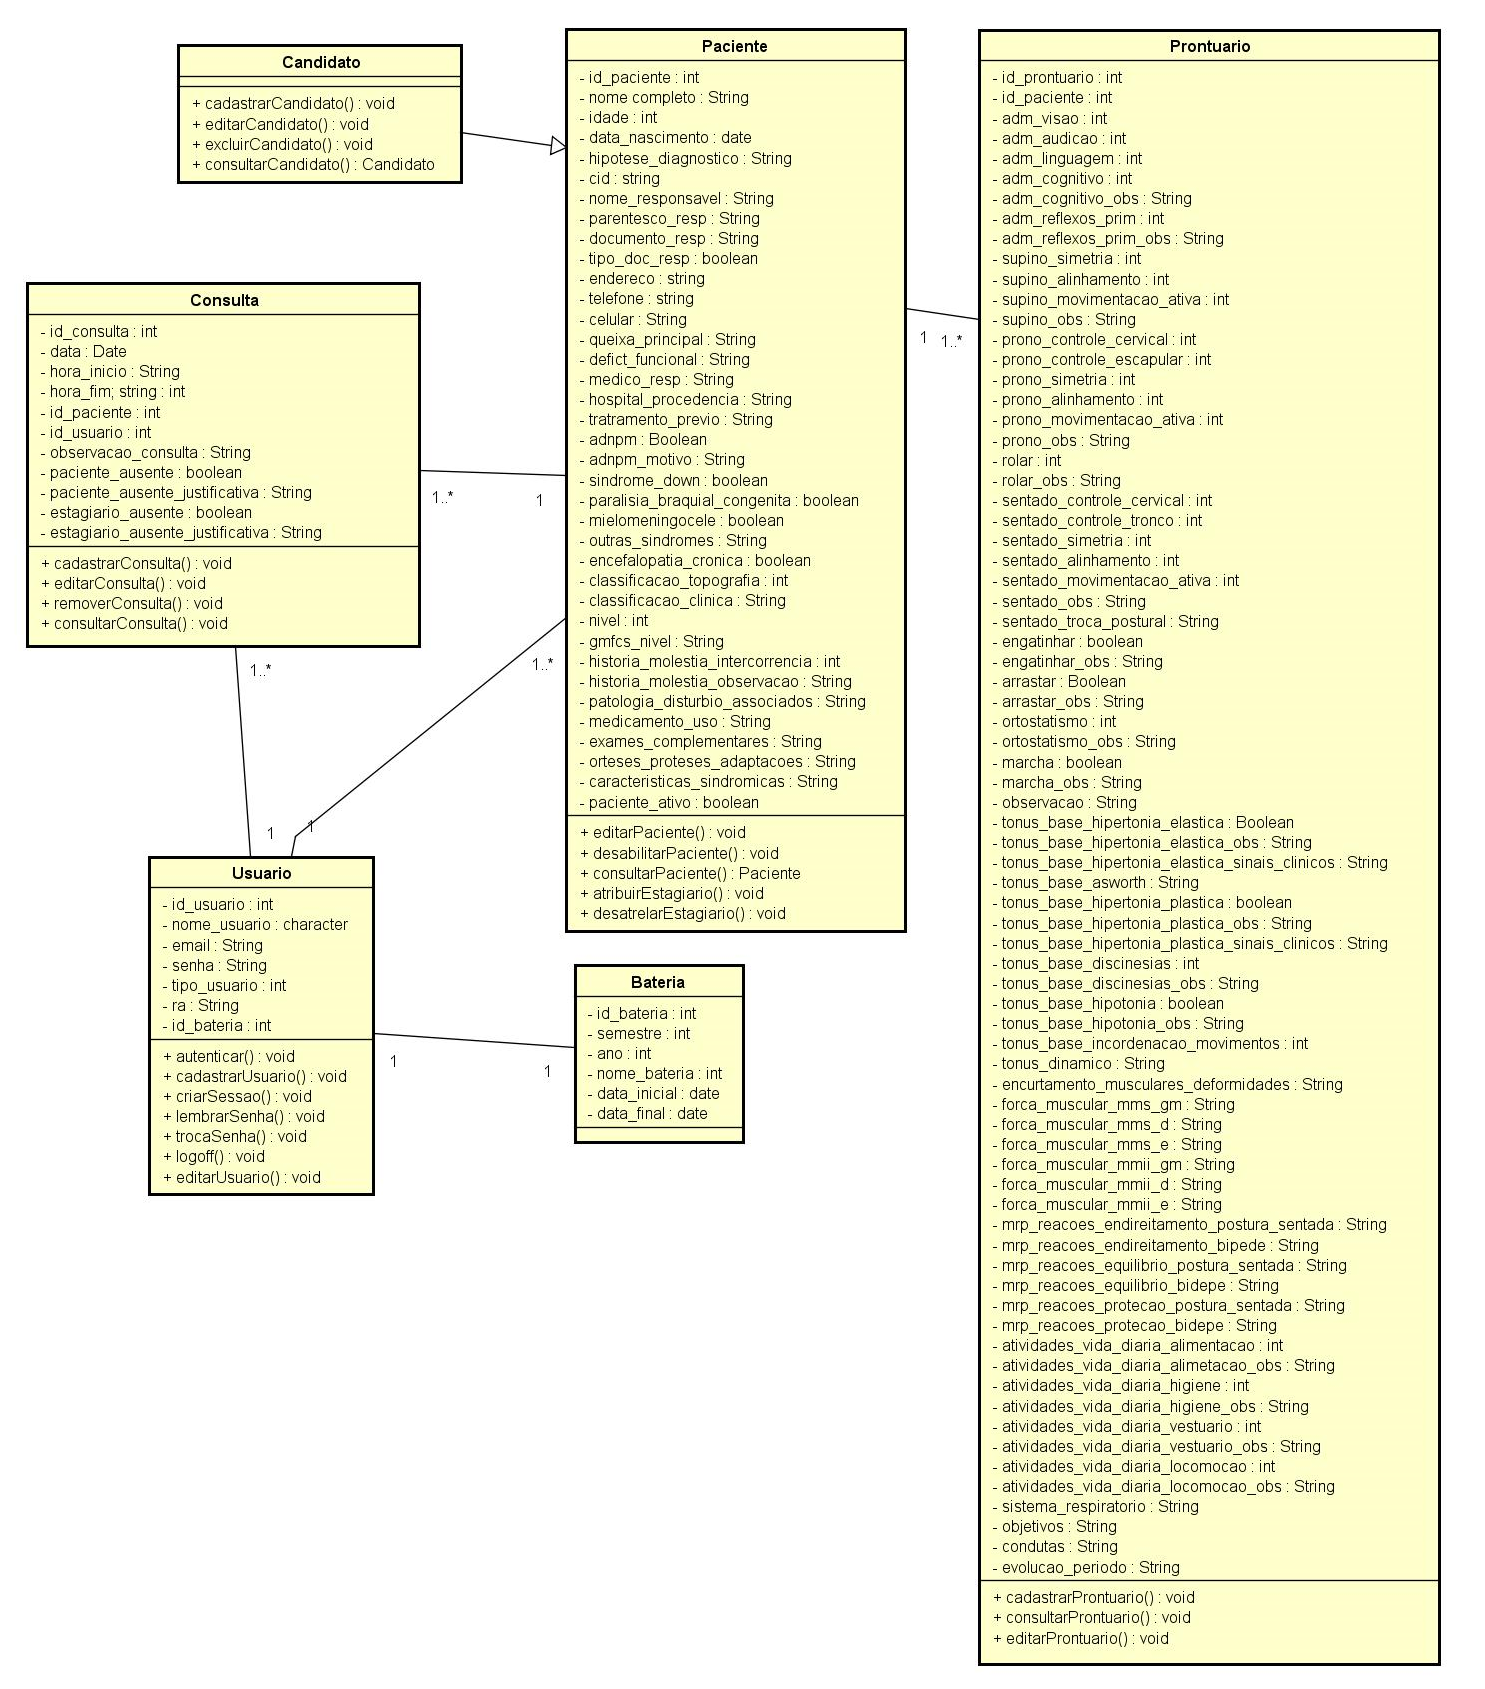 Candidato
+ cadastrarCandidato() : void
+ editarCandidato() : void
+ excluirCandidato() : void
+ consultarCandidato() : Candidato
Paciente
- id_paciente : int
- nome completo : String
- idade : int
- data_nascimento : date
- hipotese_diagnostico : String
- cid : string
- nome_responsavel : String
- parentesco_resp : String
- documento_resp : String
- tipo_doc_resp : boolean
- endereco : string
- telefone : string
- celular : String
- queixa_principal : String
- defict_funcional : String
- medico_resp : String
- hospital_procedencia : String
- tratramento_previo : String
- adnpm : Boolean
- adnpm_motivo : String
- sindrome_down : boolean
- paralisia_braquial_congenita : boolean
- mielomeningocele : boolean
- outras_sindromes : String
- encefalopatia_cronica : boolean
- classificacao_topografia : int
- classificacao_clinica : String
- nivel : int
- gmfcs_nivel : String
- historia_molestia_intercorrencia : int
- historia_molestia_observacao : String
- patologia_disturbio_associados : String
- medicamento_uso : String
- exames_complementares : String
- orteses_proteses_adaptacoes : String
- caracteristicas_sindromicas : String
- paciente_ativo : boolean
+ editarPaciente() : void
+ desabilitarPaciente() : void
+ consultarPaciente() : Paciente
+ atribuirEstagiario() : void
+ desatrelarEstagiario() : void
Prontuario
- id_prontuario : int
- id_paciente : int
- adm_visao : int
- adm_audicao : int
- adm_linguagem : int
- adm_cognitivo : int
- adm_cognitivo_obs : String
- adm_reflexos_prim : int
- adm_reflexos_prim_obs : String
- supino_simetria : int
- supino_alinhamento : int
- supino_movimentacao_ativa : int
- supino_obs : String
- prono_controle_cervical : int
- prono_controle_escapular : int
- prono_simetria : int
- prono_alinhamento : int
- prono_movimentacao_ativa : int
- prono_obs : String
- rolar : int
- rolar_obs : String
- sentado_controle_cervical : int
- sentado_controle_tronco : int
- sentado_simetria : int
- sentado_alinhamento : int
- sentado_movimentacao_ativa : int
- sentado_obs : String
- sentado_troca_postural : String
- engatinhar : boolean
- engatinhar_obs : String
- arrastar : Boolean
- arrastar_obs : String
- ortostatismo : int
- ortostatismo_obs : String
- marcha : boolean
- marcha_obs : String
- observacao : String
- tonus_base_hipertonia_elastica : Boolean
- tonus_base_hipertonia_elastica_obs : String
- tonus_base_hipertonia_elastica_sinais_clinicos : String
- tonus_base_asworth : String
- tonus_base_hipertonia_plastica : boolean
- tonus_base_hipertonia_plastica_obs : String
- tonus_base_hipertonia_plastica_sinais_clinicos : String
- tonus_base_discinesias : int
- tonus_base_discinesias_obs : String
- tonus_base_hipotonia : boolean
- tonus_base_hipotonia_obs : String
- tonus_base_incordenacao_movimentos : int
- tonus_dinamico : String
- encurtamento_musculares_deformidades : String
- forca_muscular_mms_gm : String
- forca_muscular_mms_d : String
- forca_muscular_mms_e : String
- forca_muscular_mmii_gm : String
- forca_muscular_mmii_d : String
- forca_muscular_mmii_e : String
- mrp_reacoes_endireitamento_postura_sentada : String
- mrp_reacoes_endireitamento_bipede : String
- mrp_reacoes_equilibrio_postura_sentada : String
- mrp_reacoes_equilibrio_bidepe : String
- mrp_reacoes_protecao_postura_sentada : String
- mrp_reacoes_protecao_bidepe : String
- atividades_vida_diaria_alimentacao : int
- atividades_vida_diaria_alimetacao_obs : String
- atividades_vida_diaria_higiene : int
- atividades_vida_diaria_higiene_obs : String
- atividades_vida_diaria_vestuario : int
- atividades_vida_diaria_vestuario_obs : String
- atividades_vida_diaria_locomocao : int
- atividades_vida_diaria_locomocao_obs : String
- sistema_respiratorio : String
- objetivos : String
- condutas : String
- evolucao_periodo : String
+ cadastrarProntuario() : void
+ consultarProntuario() : void
+ editarProntuario() : void
1
1..*
Consulta
- id_consulta : int
- data : Date
- hora_inicio : String
- hora_fim; string : int
- id_paciente : int
- id_usuario : int
- observacao_consulta : String
- paciente_ausente : boolean
- paciente_ausente_justificativa : String
- estagiario_ausente : boolean
- estagiario_ausente_justificativa : String
+ cadastrarConsulta() : void
+ editarConsulta() : void
+ removerConsulta() : void
+ consultarConsulta() : void
1..*
1
1..*
1..*
1
1
Usuario
- id_usuario : int
- nome_usuario : character
- email : String
- senha : String
- tipo_usuario : int
- ra : String
- id_bateria : int
+ autenticar() : void
+ cadastrarUsuario() : void
+ criarSessao() : void
+ lembrarSenha() : void
+ trocaSenha() : void
+ logoff() : void
+ editarUsuario() : void
1
1
Bateria
- id_bateria : int
- semestre : int
- ano : int
- nome_bateria : int
- data_inicial : date
- data_final : date